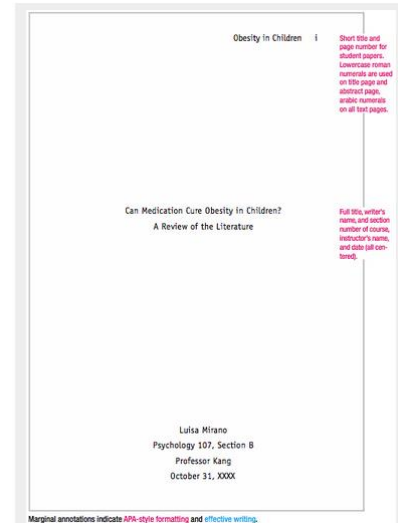 Obesity in Children i
Short title and
page number for
student papers.
Lowercase roman
numerals are used
on title page and
abstract page,
arabic numerals
on all text pages.
Can Medication Cure Obesity in Children?
A Review of the Literature
Full title, writer's
name, and section
number of course,
instructor's name,
and date (all cen-
tered).
Luisa Mirano
Psychology 107, Section B
Professor Kang
October 31, XXXX
Marginal annotations indicate APA-style formatting and effective writing.